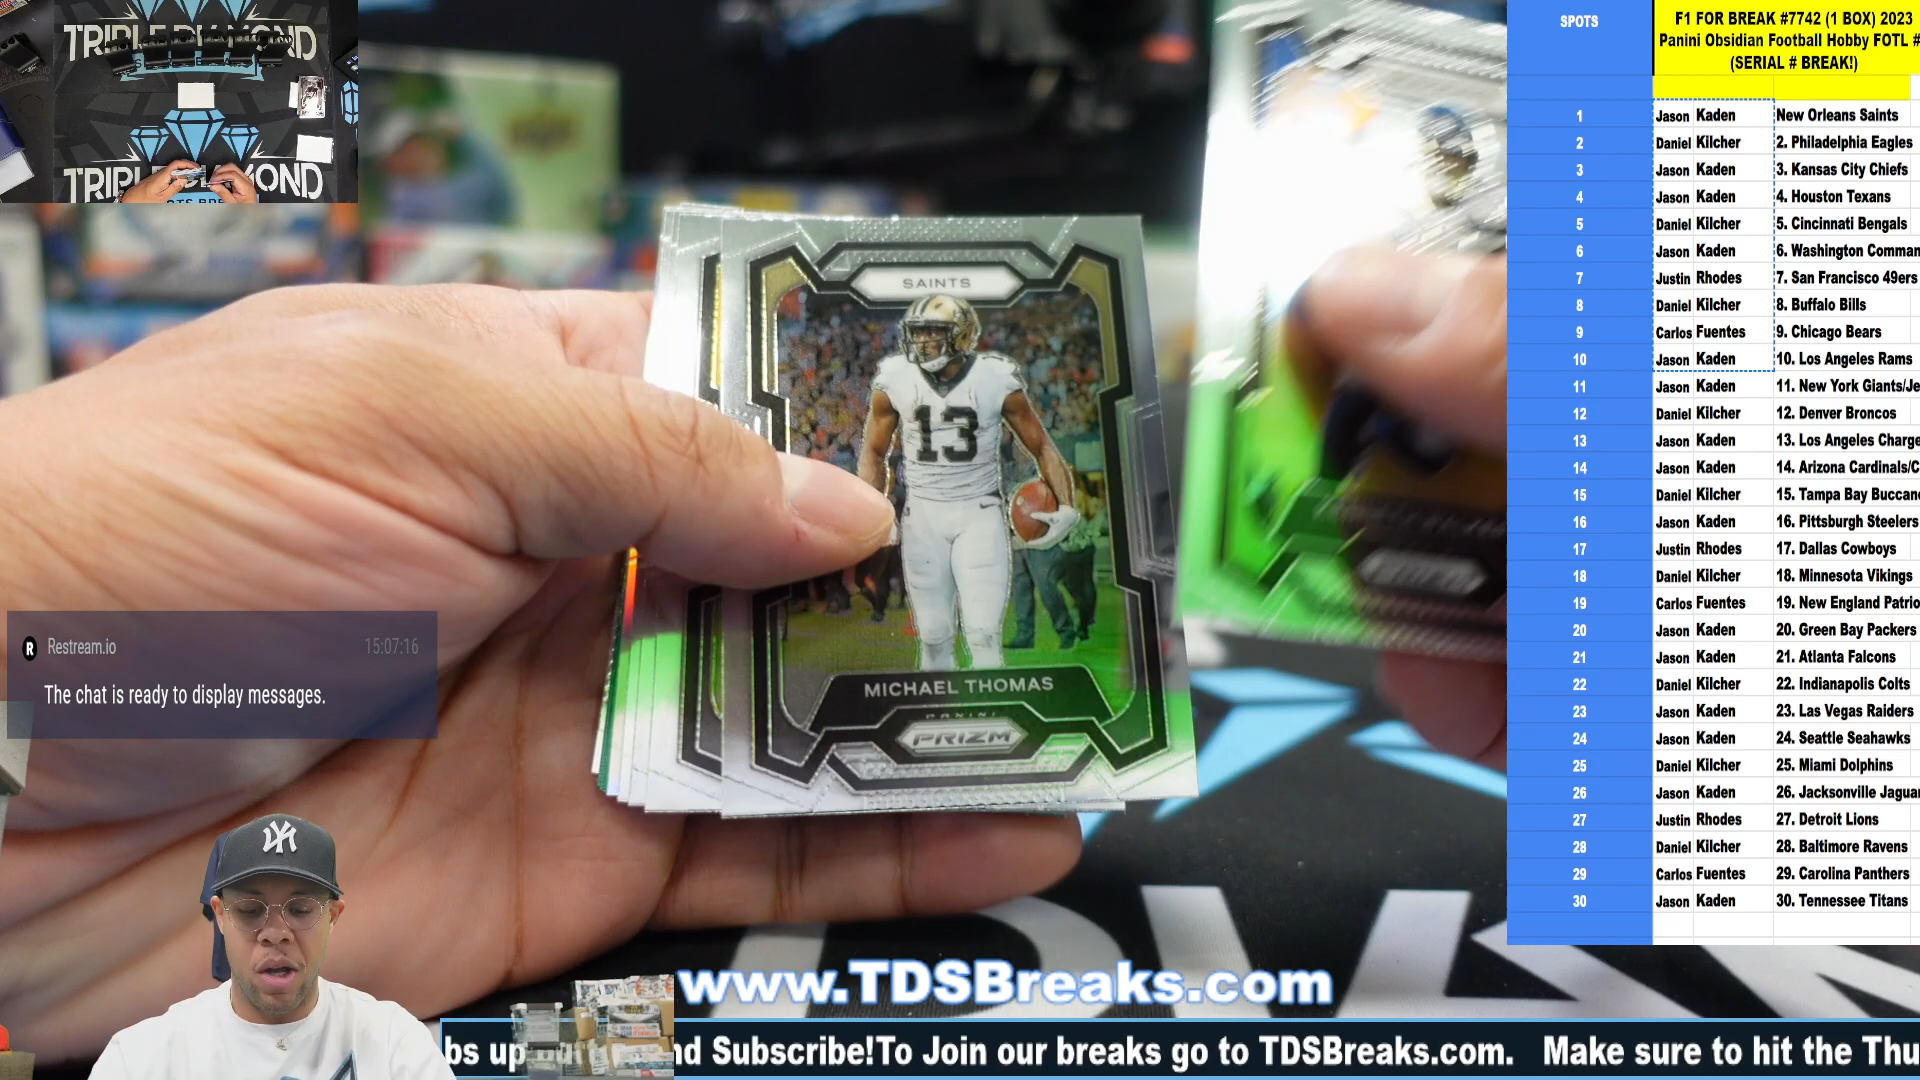 TRIPLE DIAMOND
TRIPLE DIAMOND
SAINTS
13
MICHAEL THOMAS
PANINI
PRIZM
R Restream.io 15:07:16
The chat is ready to display messages.
NY
www.TDSBreaks.com
bs up nd Subscribe!To Join our breaks go to TDSBreaks.com. Make sure to hit the Thu
SPOTS F1 FOR BREAK #7742 (1 BOX) 2023
Panini Obsidian Football Hobby FOTL #
(SERIAL # BREAK!)
1 Jason Kaden New Orleans Saints
2 Daniel Kilcher 2. Philadelphia Eagles
3 Jason Kaden 3. Kansas City Chiefs
4 Jason Kaden 4. Houston Texans
5 Daniel Kilcher 5. Cincinnati Bengals
6 Jason Kaden 6. Washington Comman
7 Justin Rhodes 7. San Francisco 49ers
8 Daniel Kilcher 8. Buffalo Bills
9 Carlos Fuentes 9. Chicago Bears
10 Jason Kaden 10. Los Angeles Rams
11 Jason Kaden 11. New York Giants/Je
12 Daniel Kilcher 12. Denver Broncos
13 Jason Kaden 13. Los Angeles Charge
14 Jason Kaden 14. Arizona Cardinals/C
15 Daniel Kilcher 15. Tampa Bay Buccane
16 Jason Kaden 16. Pittsburgh Steelers
17 Justin Rhodes 17. Dallas Cowboys
18 Daniel Kilcher 18. Minnesota Vikings
19 Carlos Fuentes 19. New England Patrio
20 Jason Kaden 20. Green Bay Packers
21 Jason Kaden 21. Atlanta Falcons
22 Daniel Kilcher 22. Indianapolis Colts
23 Jason Kaden 23. Las Vegas Raiders
24 Jason Kaden 24. Seattle Seahawks
25 Daniel Kilcher 25. Miami Dolphins
26 Jason Kaden 26. Jacksonville Jagua
27 Justin Rhodes 27. Detroit Lions
28 Daniel Kilcher 28. Baltimore Ravens
29 Carlos Fuentes 29. Carolina Panthers
30 Jason Kaden 30. Tennessee Titans